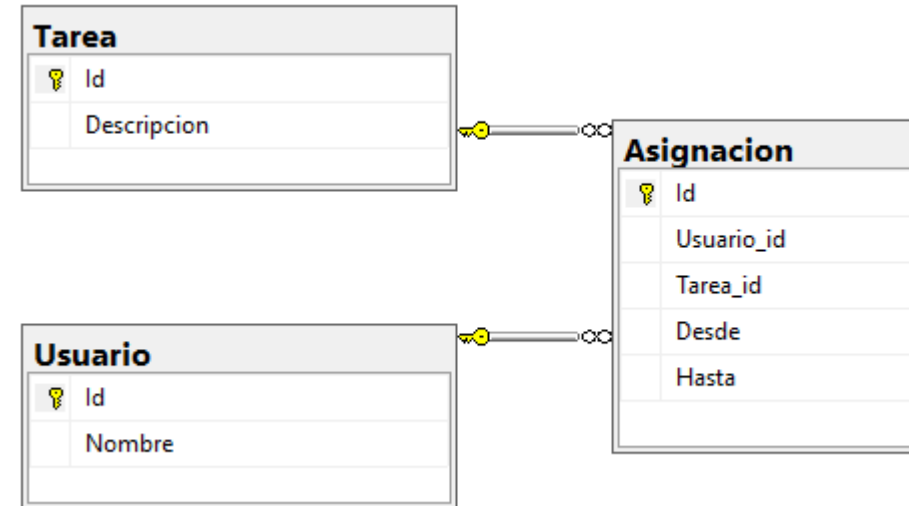 Tarea
Id
Descripcion
Asignacion
Id
Usuario_id
Tarea_id
Desde
Hasta
Usuario
Id
Nombre